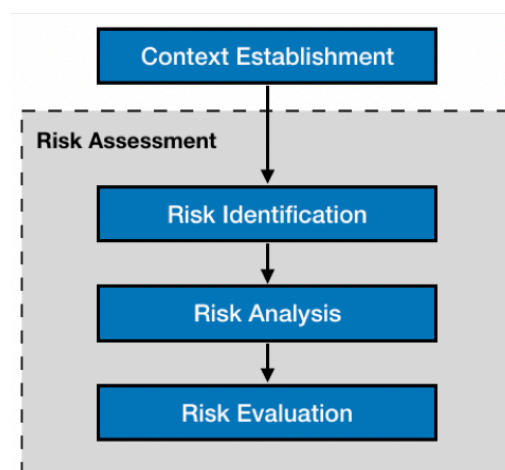 Context Establishment
Risk Assessment
Risk Identification
Risk Analysis
Risk Evaluation